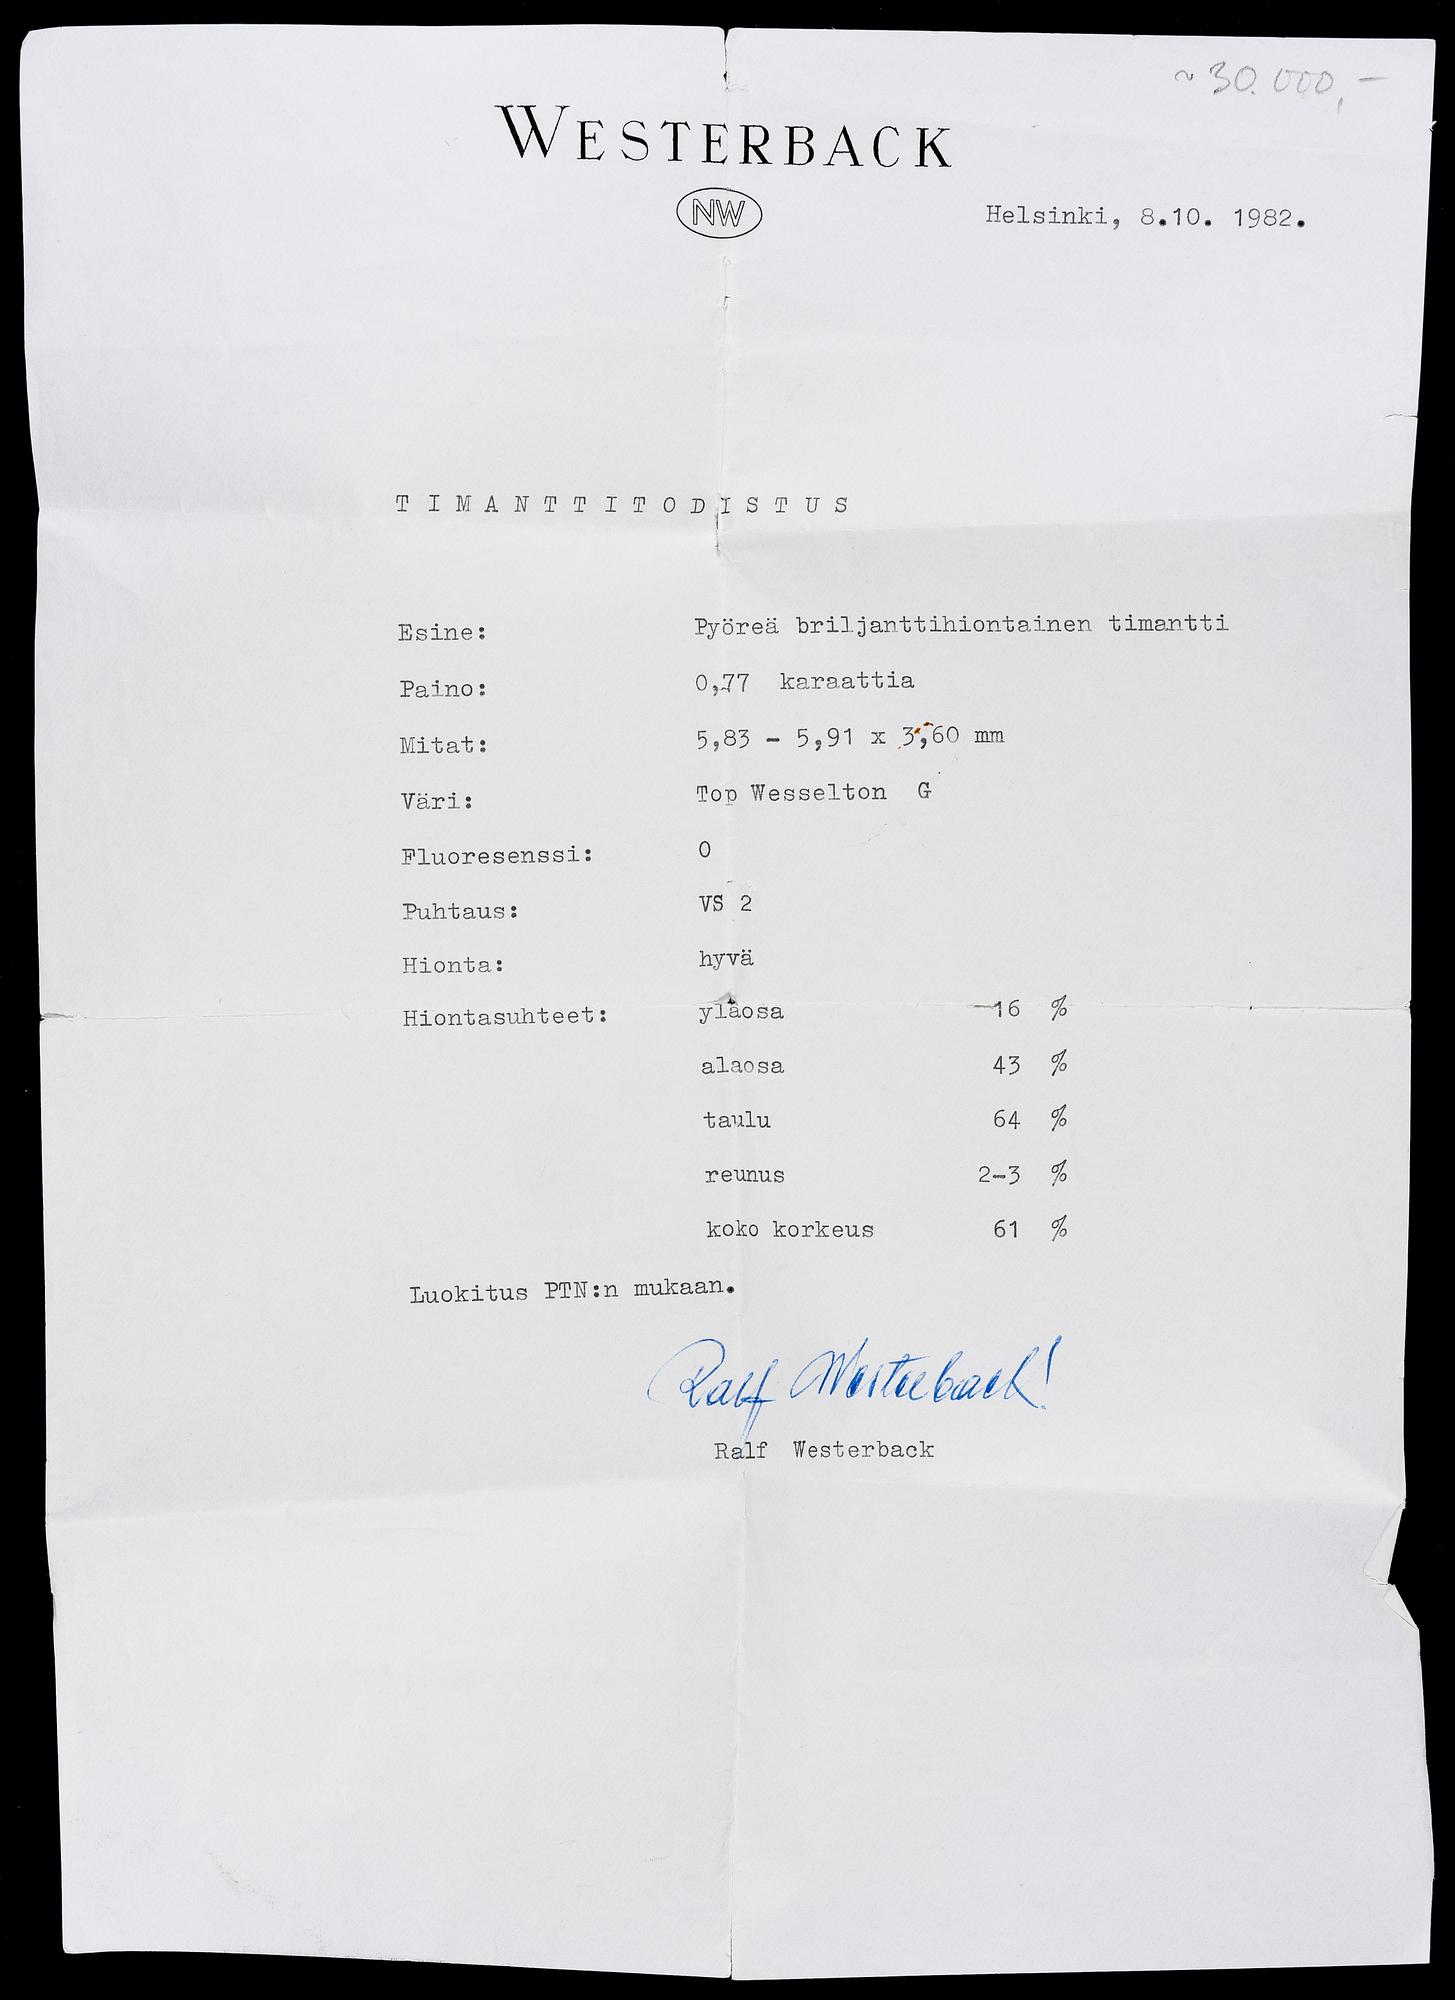 ~ 30.000,-
WESTERBACK
NW
Helsinki, 8.10. 1982.
TIMANTTITODISTUS
Esine: Pyöreä briljanttihiontainen timantti
Paino: 0,77 karaattia
Mitat: 5,83 - 5,91 x 3,60 mm
Väri: Top Wesselton G
Fluoresenssi: 0
Puhtaus: VS 2
Hionta: hyvä
Hiontasuhteet: yläosa 16 %
alaosa 43 %
taulu 64 %
reunus 2-3 %
koko korkeus 61 %
Luokitus PTN:n mukaan.
Ralf Westerback!
Ralf Westerback